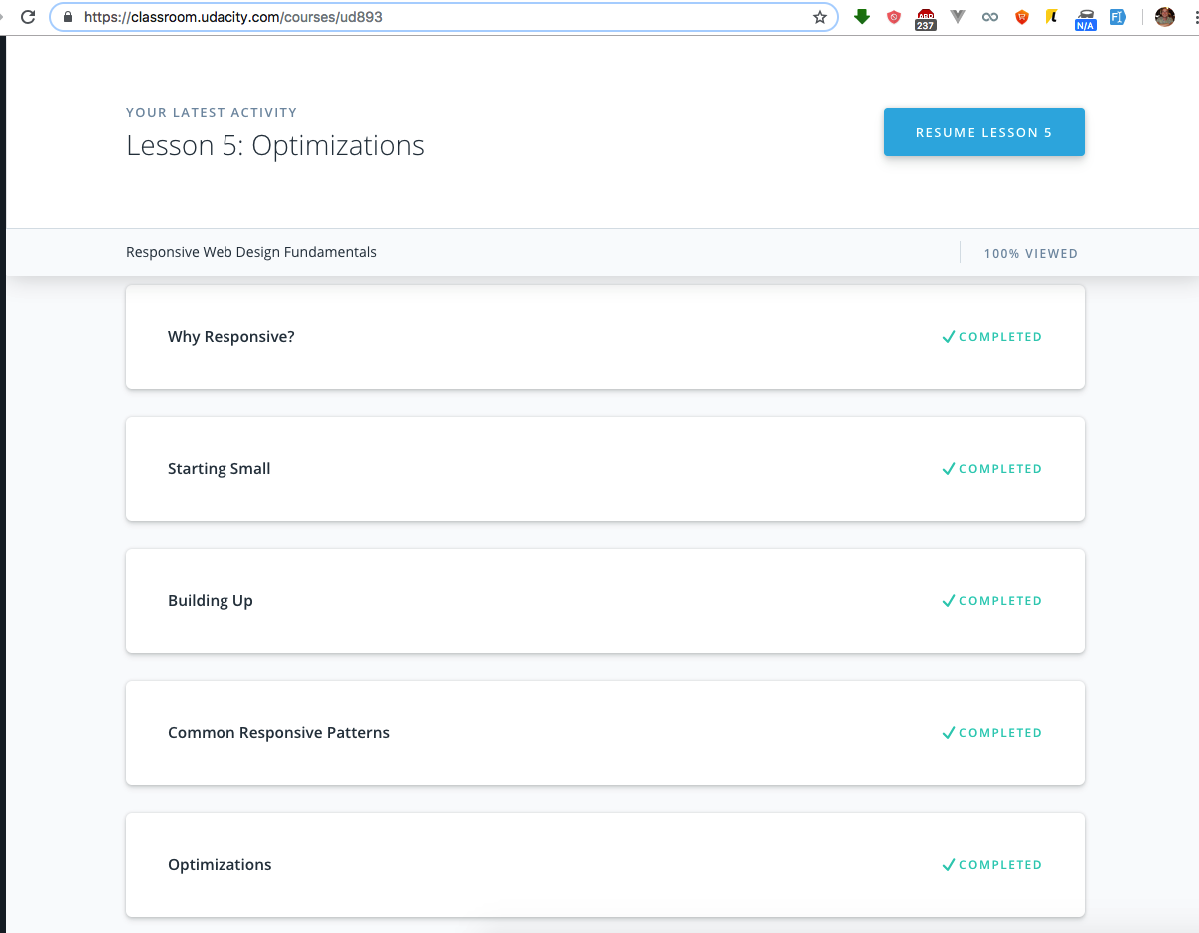 https://classroom.udacity.com/courses/ud893
237
N/A
YOUR LATEST ACTIVITY
Lesson 5: Optimizations
RESUME LESSON 5
Responsive Web Design Fundamentals
100% VIEWED
Why Responsive?
COMPLETED
Starting Small
COMPLETED
Building Up
COMPLETED
Common Responsive Patterns
COMPLETED
Optimizations
COMPLETED